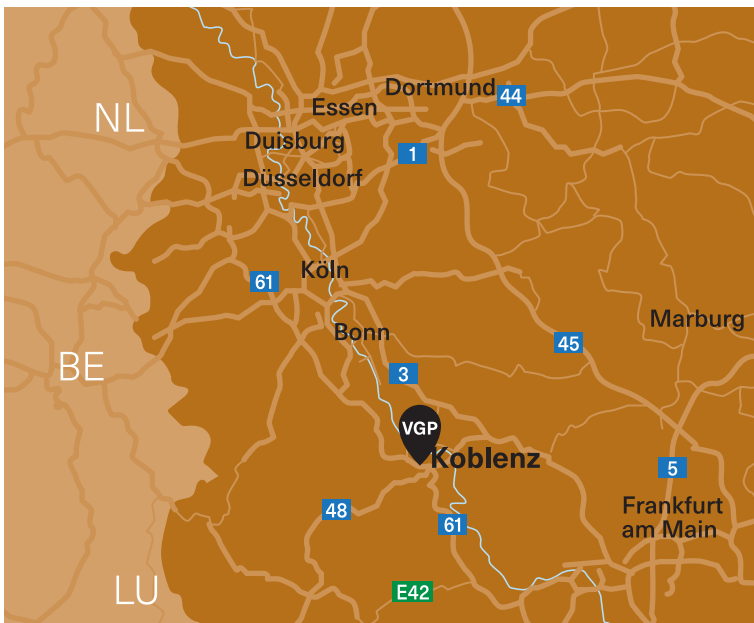 Dortmund
44
Essen
NL
Duisburg
1
Düsseldorf
Köln
61
Marburg
Bonn
45
BE
3
VGP
Koblenz
5
Frankfurt
am Main
48
61
LU
E42